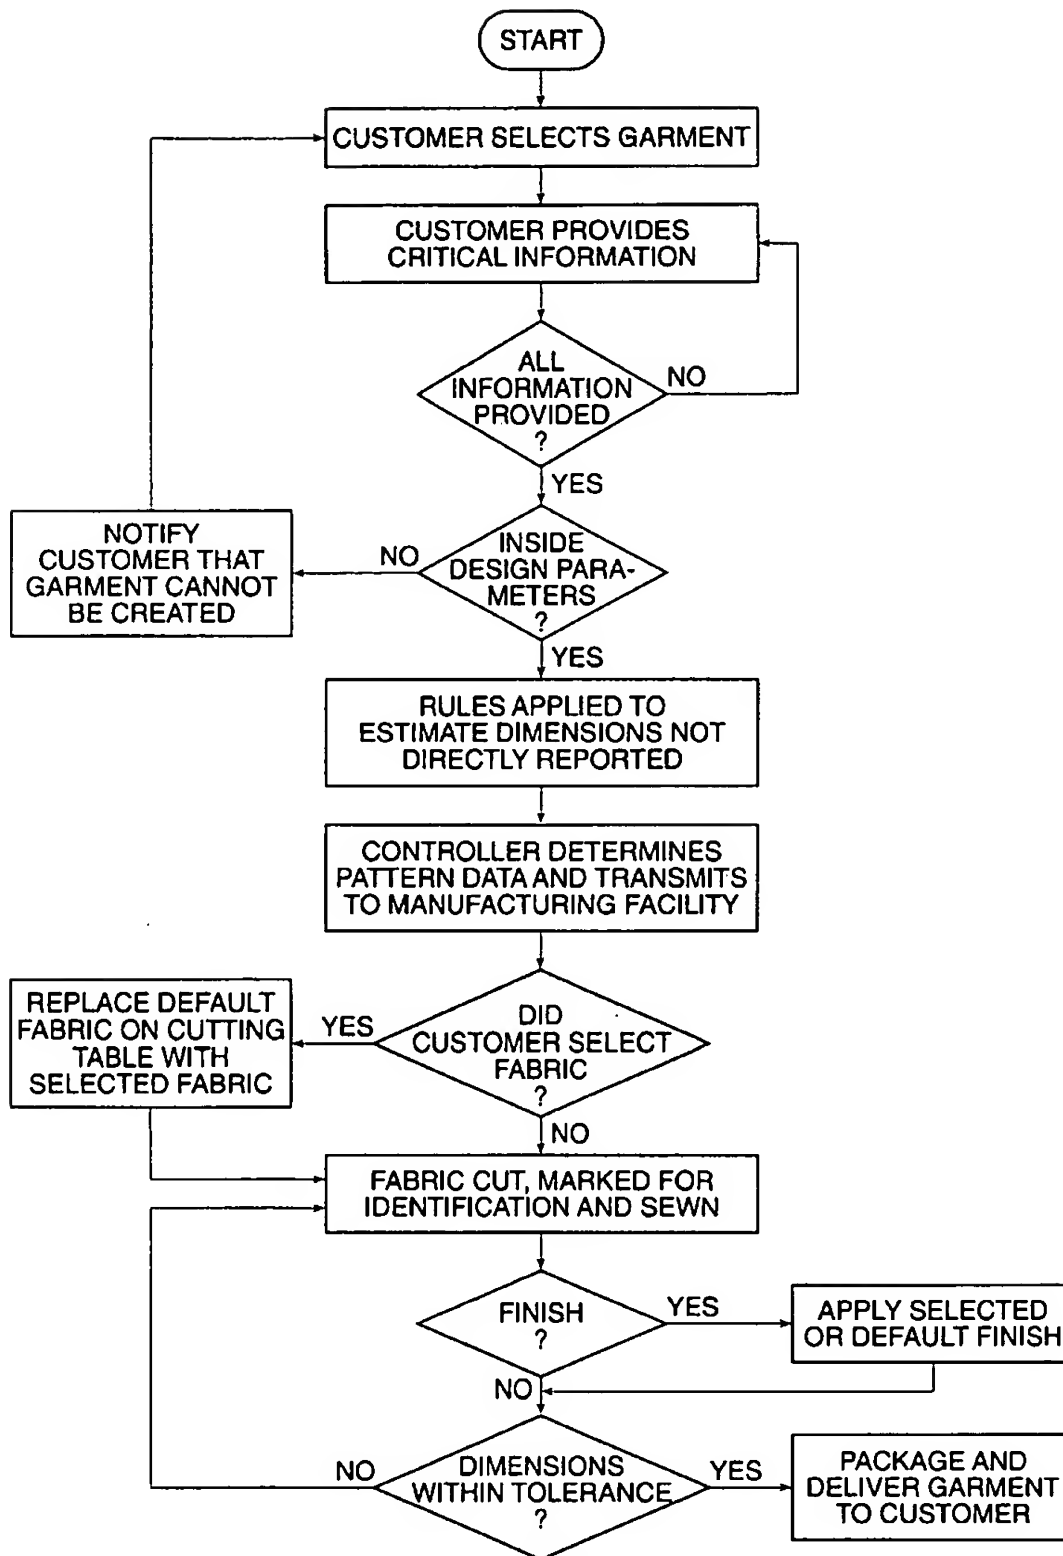 START
CUSTOMER SELECTS GARMENT
CUSTOMER PROVIDES
CRITICAL INFORMATION
ALL
INFORMATION
PROVIDED
?
NO
YES
NOTIFY
CUSTOMER THAT
GARMENT CANNOT
BE CREATED
NO
INSIDE
DESIGN PARA-
METERS
?
YES
RULES APPLIED TO
ESTIMATE DIMENSIONS NOT
DIRECTLY REPORTED
CONTROLLER DETERMINES
PATTERN DATA AND TRANSMITS
TO MANUFACTURING FACILITY
REPLACE DEFAULT
FABRIC ON CUTTING
TABLE WITH
SELECTED FABRIC
YES
DID
CUSTOMER SELECT
FABRIC
?
NO
FABRIC CUT, MARKED FOR
IDENTIFICATION AND SEWN
FINISH
?
YES
APPLY SELECTED
OR DEFAULT FINISH
NO
NO
DIMENSIONS
WITHIN TOLERANCE
?
YES
PACKAGE AND
DELIVER GARMENT
TO CUSTOMER